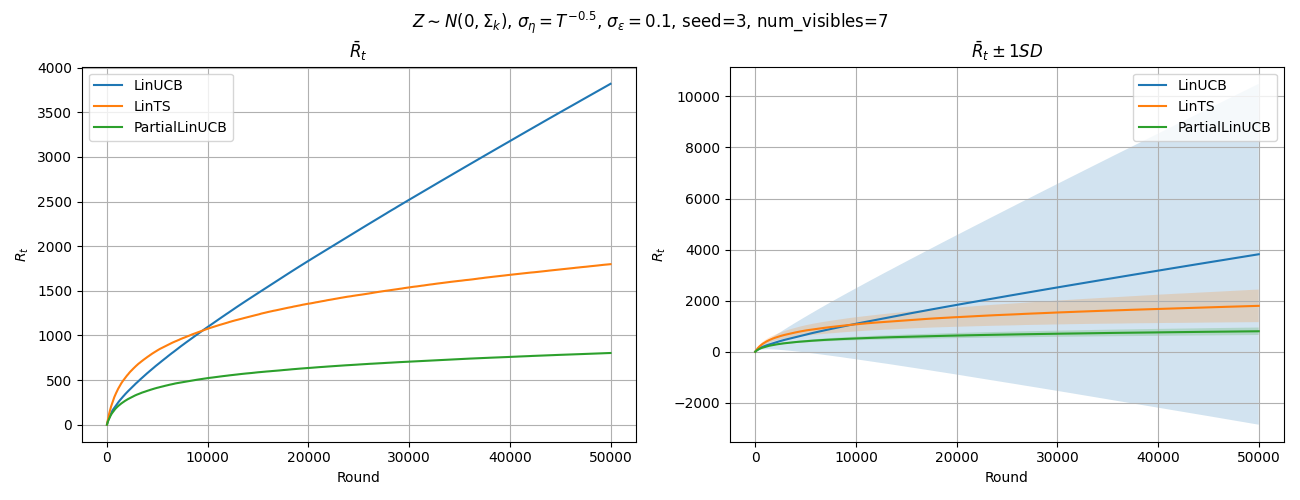 Z ∼ N(0, Σ_k), σ_η = T^{−0.5}, σ_ε = 0.1, seed=3, num_visibles=7
R̄_t
R_t
4000
3500
3000
2500
2000
1500
1000
500
0
LinUCB
LinTS
PartialLinUCB
0 10000 20000 30000 40000 50000
Round
R̄_t ± 1SD
R_t
10000
8000
6000
4000
2000
0
−2000
LinUCB
LinTS
PartialLinUCB
0 10000 20000 30000 40000 50000
Round